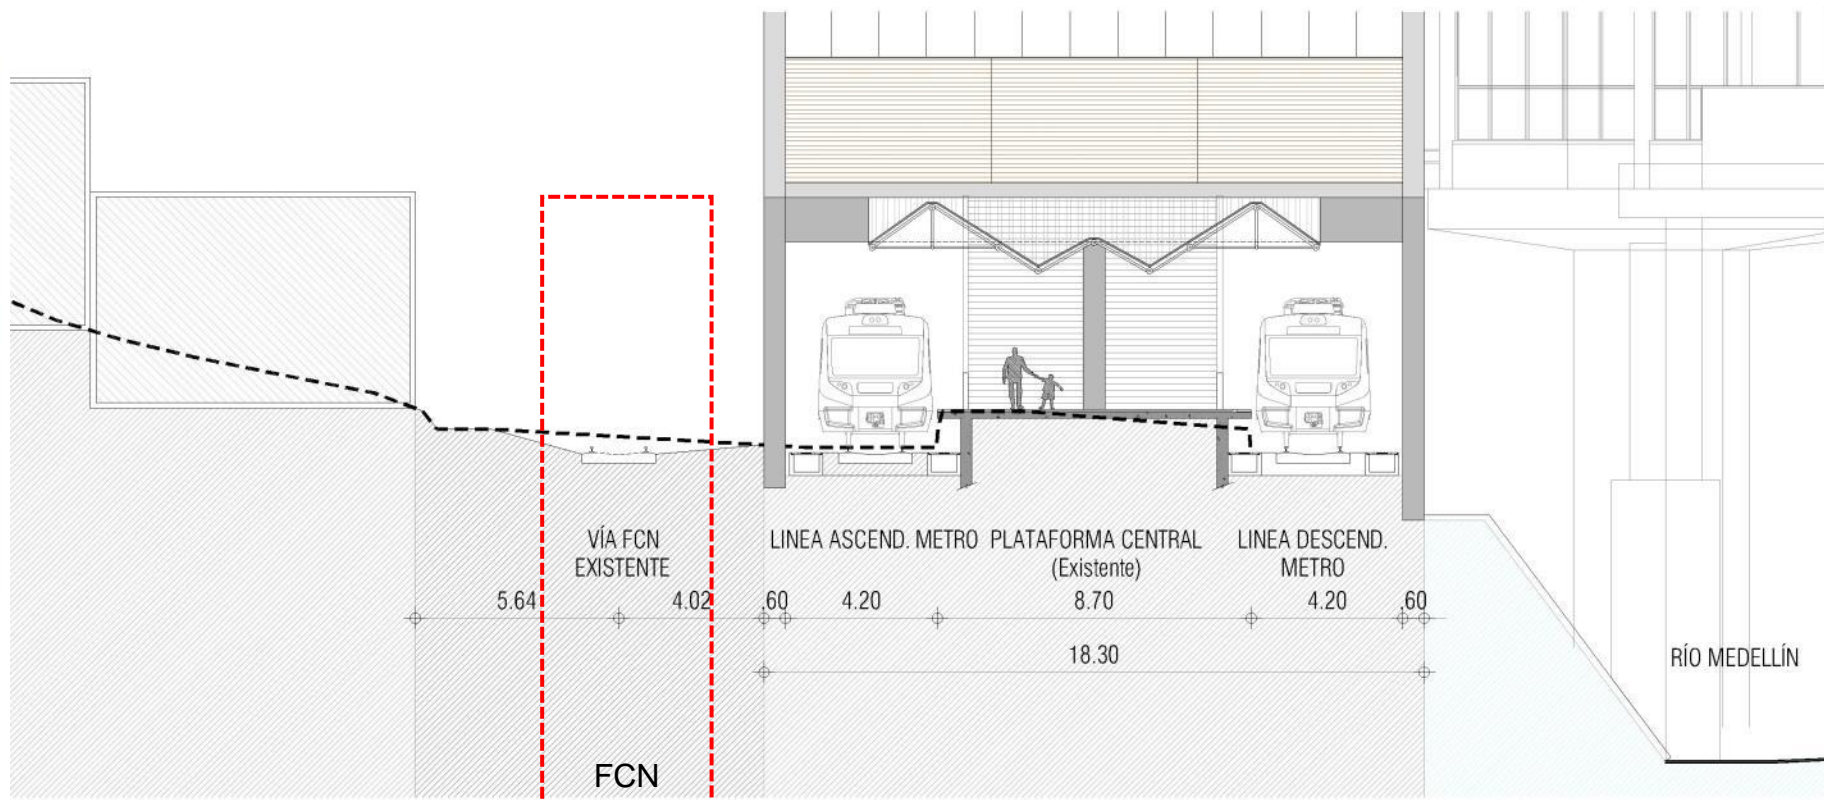 VÍA FCN
EXISTENTE
LINEA ASCEND. METRO
PLATAFORMA CENTRAL
(Existente)
LINEA DESCEND.
METRO
5.64
4.02
.60
4.20
8.70
4.20
.60
18.30
RÍO MEDELLÍN
FCN